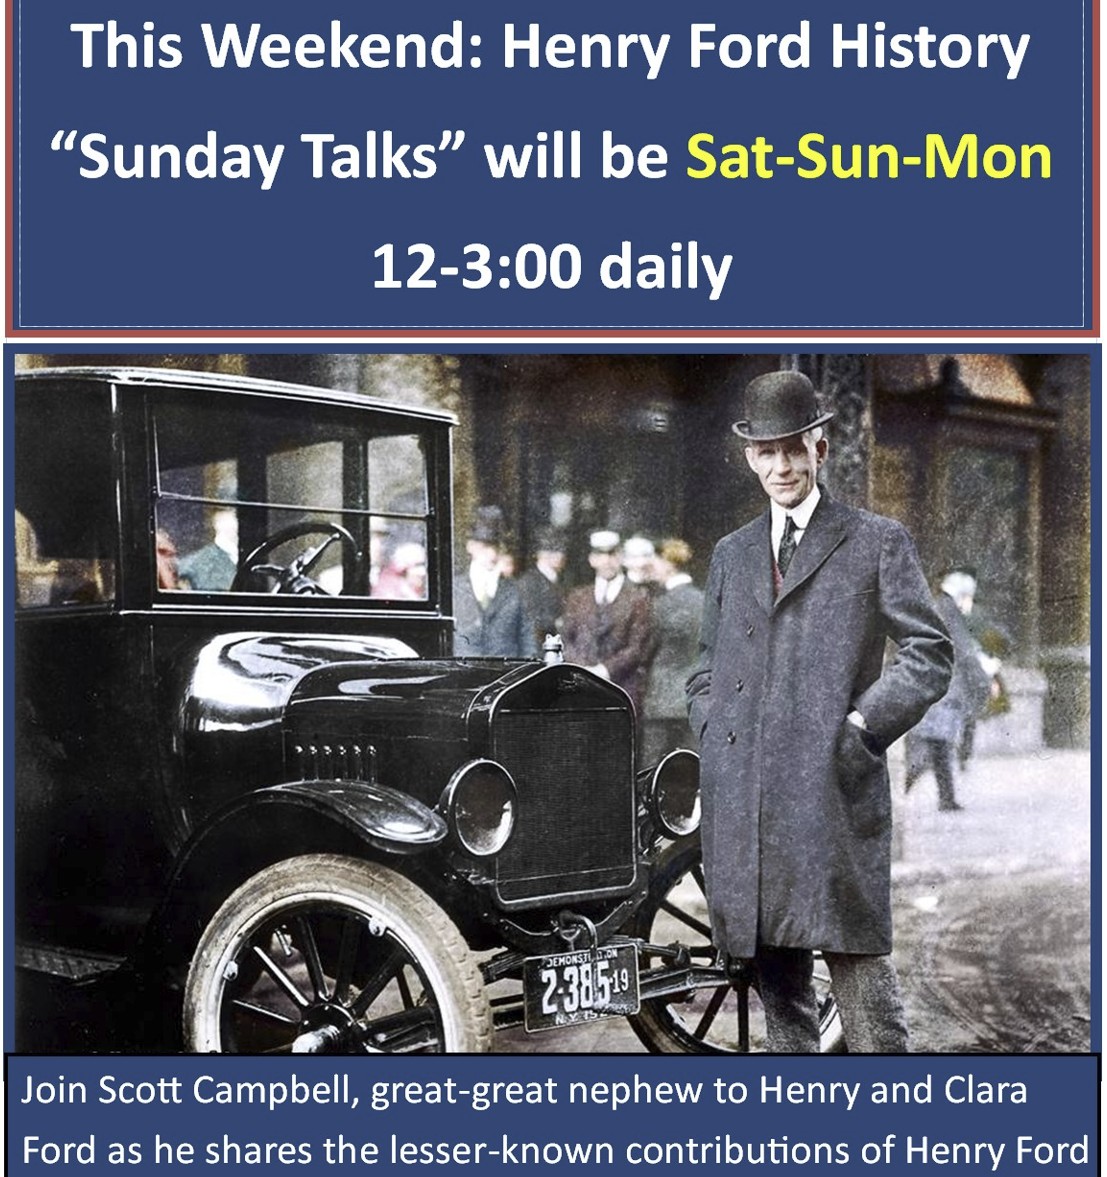 This Weekend: Henry Ford History
“Sunday Talks” will be Sat-Sun-Mon
12-3:00 daily
2-385-19
Join Scott Campbell, great-great nephew to Henry and Clara
Ford as he shares the lesser-known contributions of Henry Ford